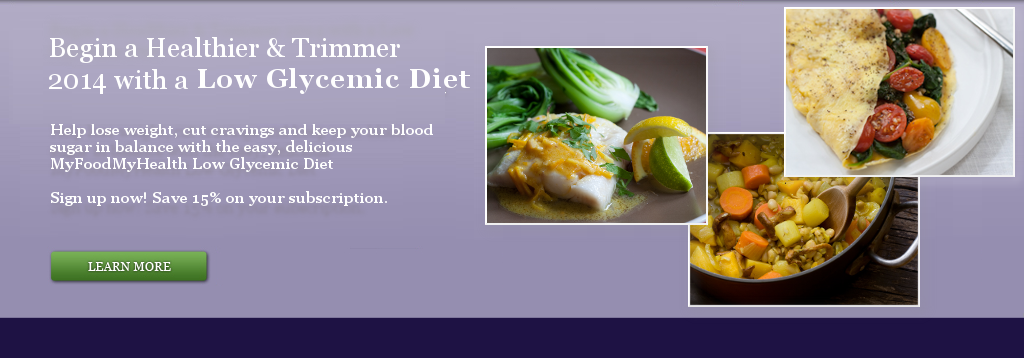 Begin a Healthier & Trimmer
2014 with a Low Glycemic Diet
Help lose weight, cut cravings and keep your blood
sugar in balance with the easy, delicious
MyFoodMyHealth Low Glycemic Diet
Sign up now! Save 15% on your subscription.
LEARN MORE